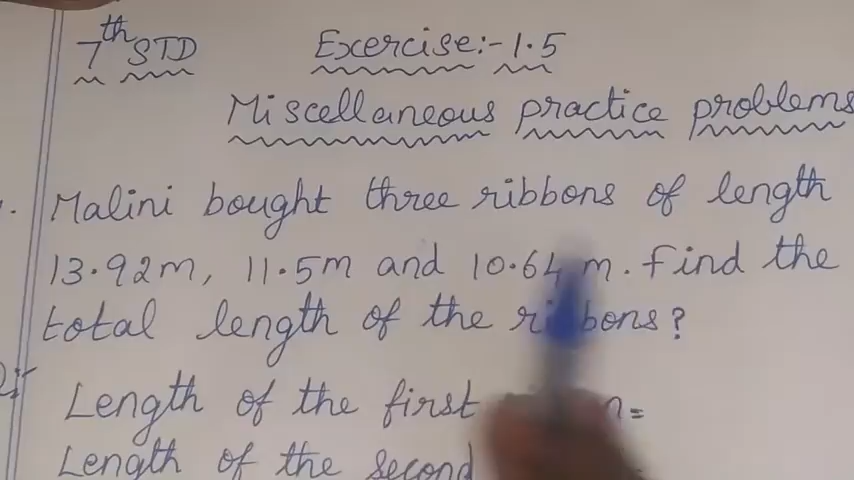 7th STD Exercise:- 1.5
Miscellaneous practice problems
Malini bought three ribbons of length
13.92m, 11.5m and 10.64 m. Find the
total length of the ribbons?
Length of the first =
Length of the second